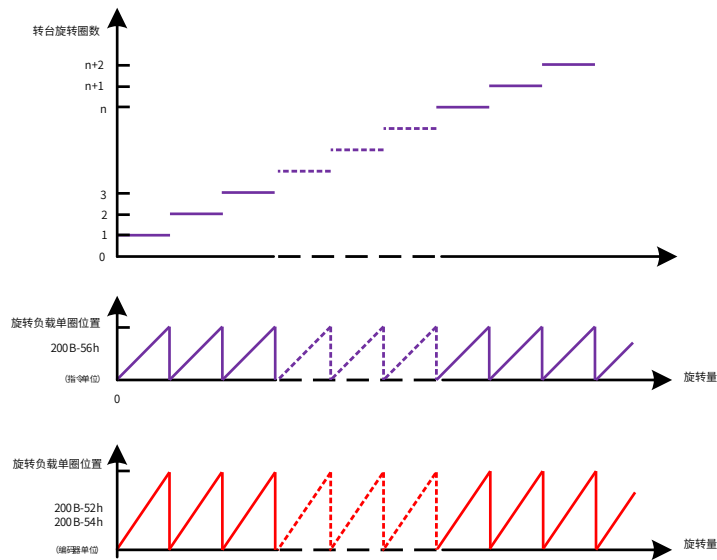 转台旋转圈数
n+2
n+1
n
3
2
1
0
旋转负载单圈位置
200B-56h
(指令单位)
旋转量
0
旋转负载单圈位置
200B-52h
200B-54h
(编码器单位)
旋转量